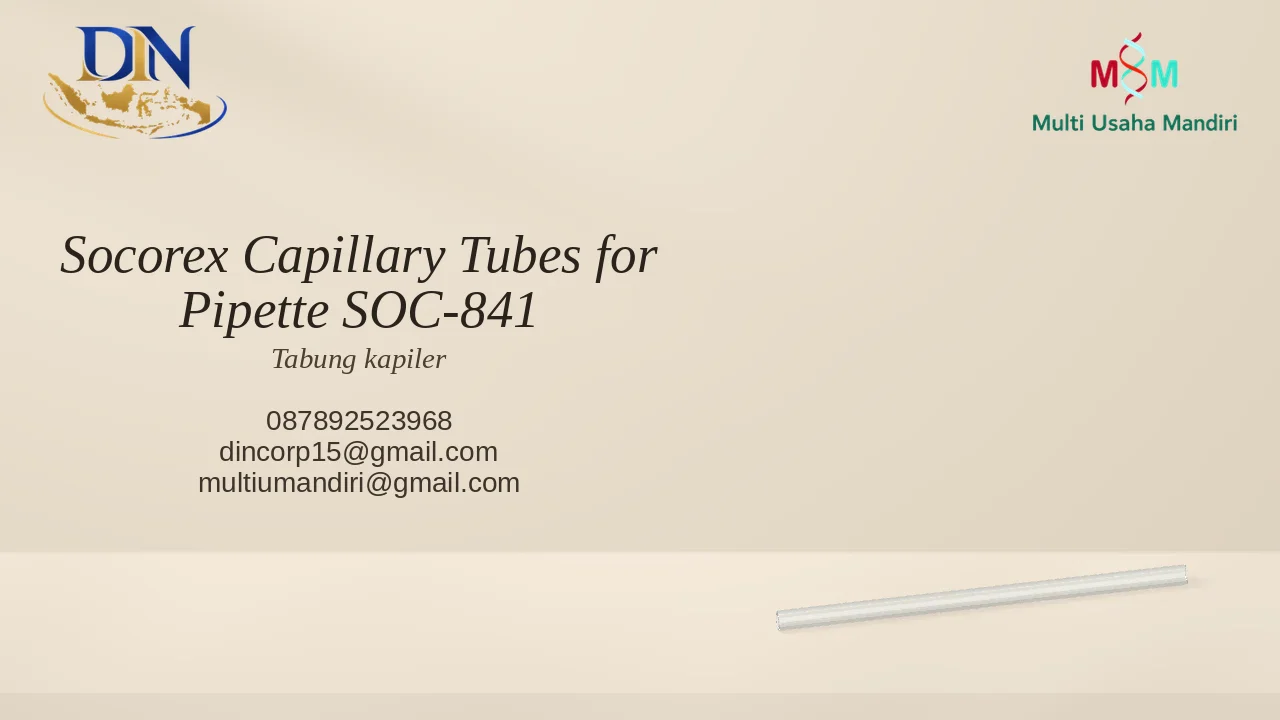 DN
MM
Multi Usaha Mandiri
Socorex Capillary Tubes for
Pipette SOC-841
Tabung kapiler
087892523968
dincorp15@gmail.com
multiumandiri@gmail.com